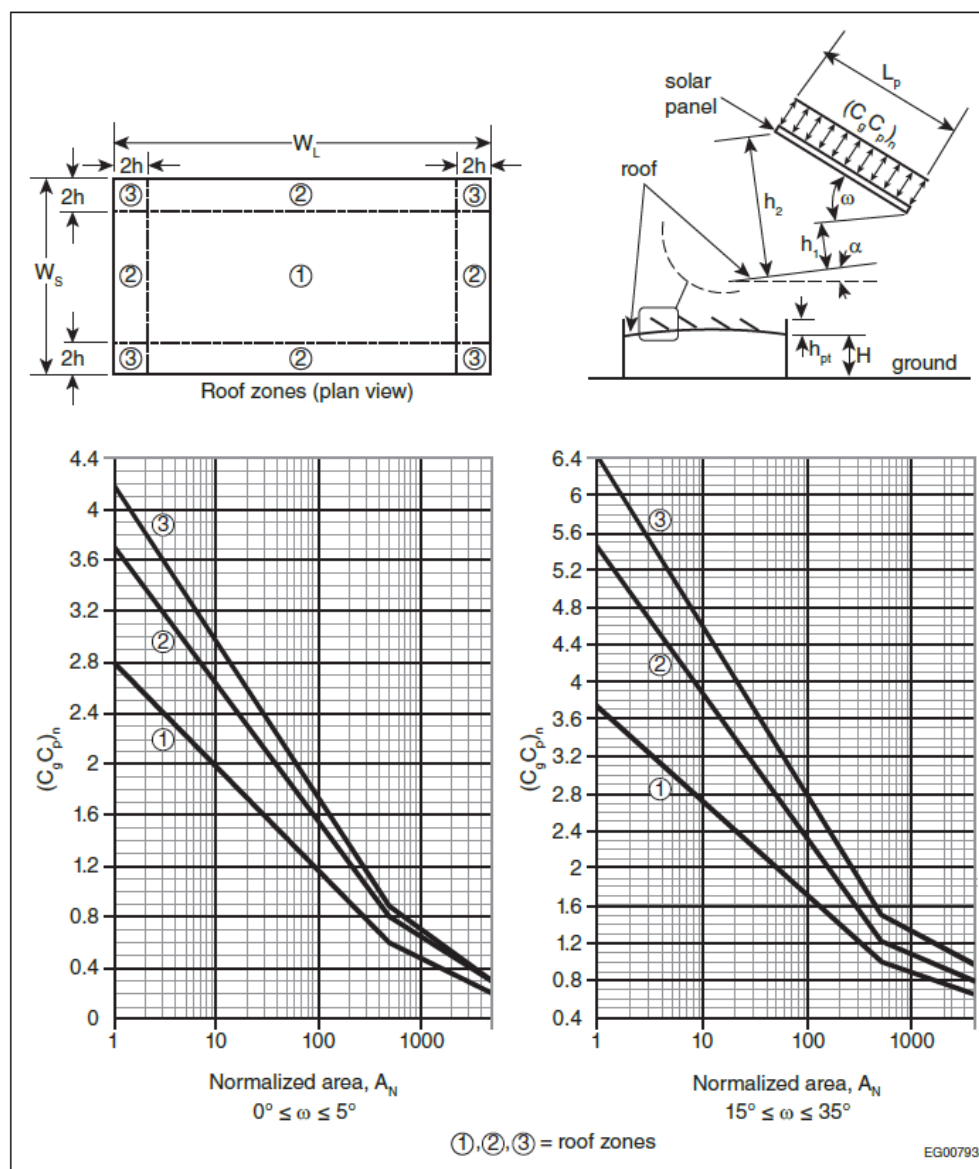 W_L
2h 2h
③ ② ③
2h
W_S
② ① ②
2h
③ ② ③
Roof zones (plan view)
solar
panel
L_p
(C_g C_p)_n
roof
h_2
ω
h_1
α
h_pt
H
ground
4.4
4
3.6
3.2
2.8
2.4
2
1.6
1.2
0.8
0.4
0
(C_g C_p)_n
③
②
①
1 10 100 1000
Normalized area, A_N
0° ≤ ω ≤ 5°
6.4
6
5.6
5.2
4.8
4.4
4
3.6
3.2
2.8
2.4
2
1.6
1.2
0.8
0.4
(C_g C_p)_n
③
②
①
1 10 100 1000
Normalized area, A_N
15° ≤ ω ≤ 35°
①,②,③ = roof zones
EG00793